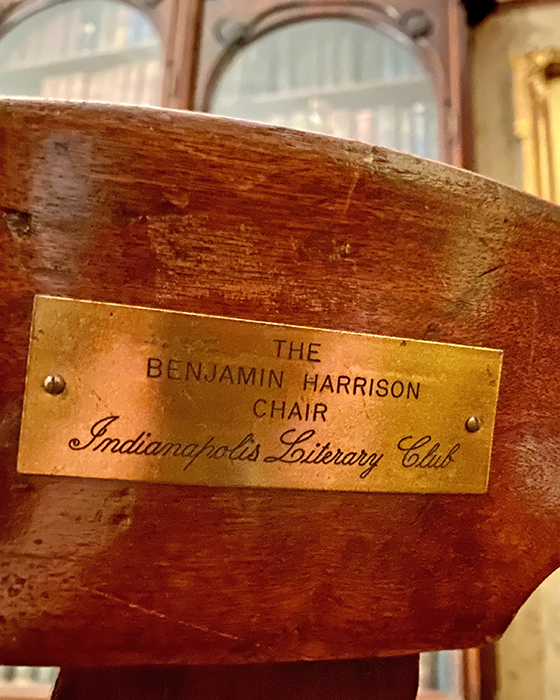 THE
BENJAMIN HARRISON
CHAIR
Indianapolis Literary Club